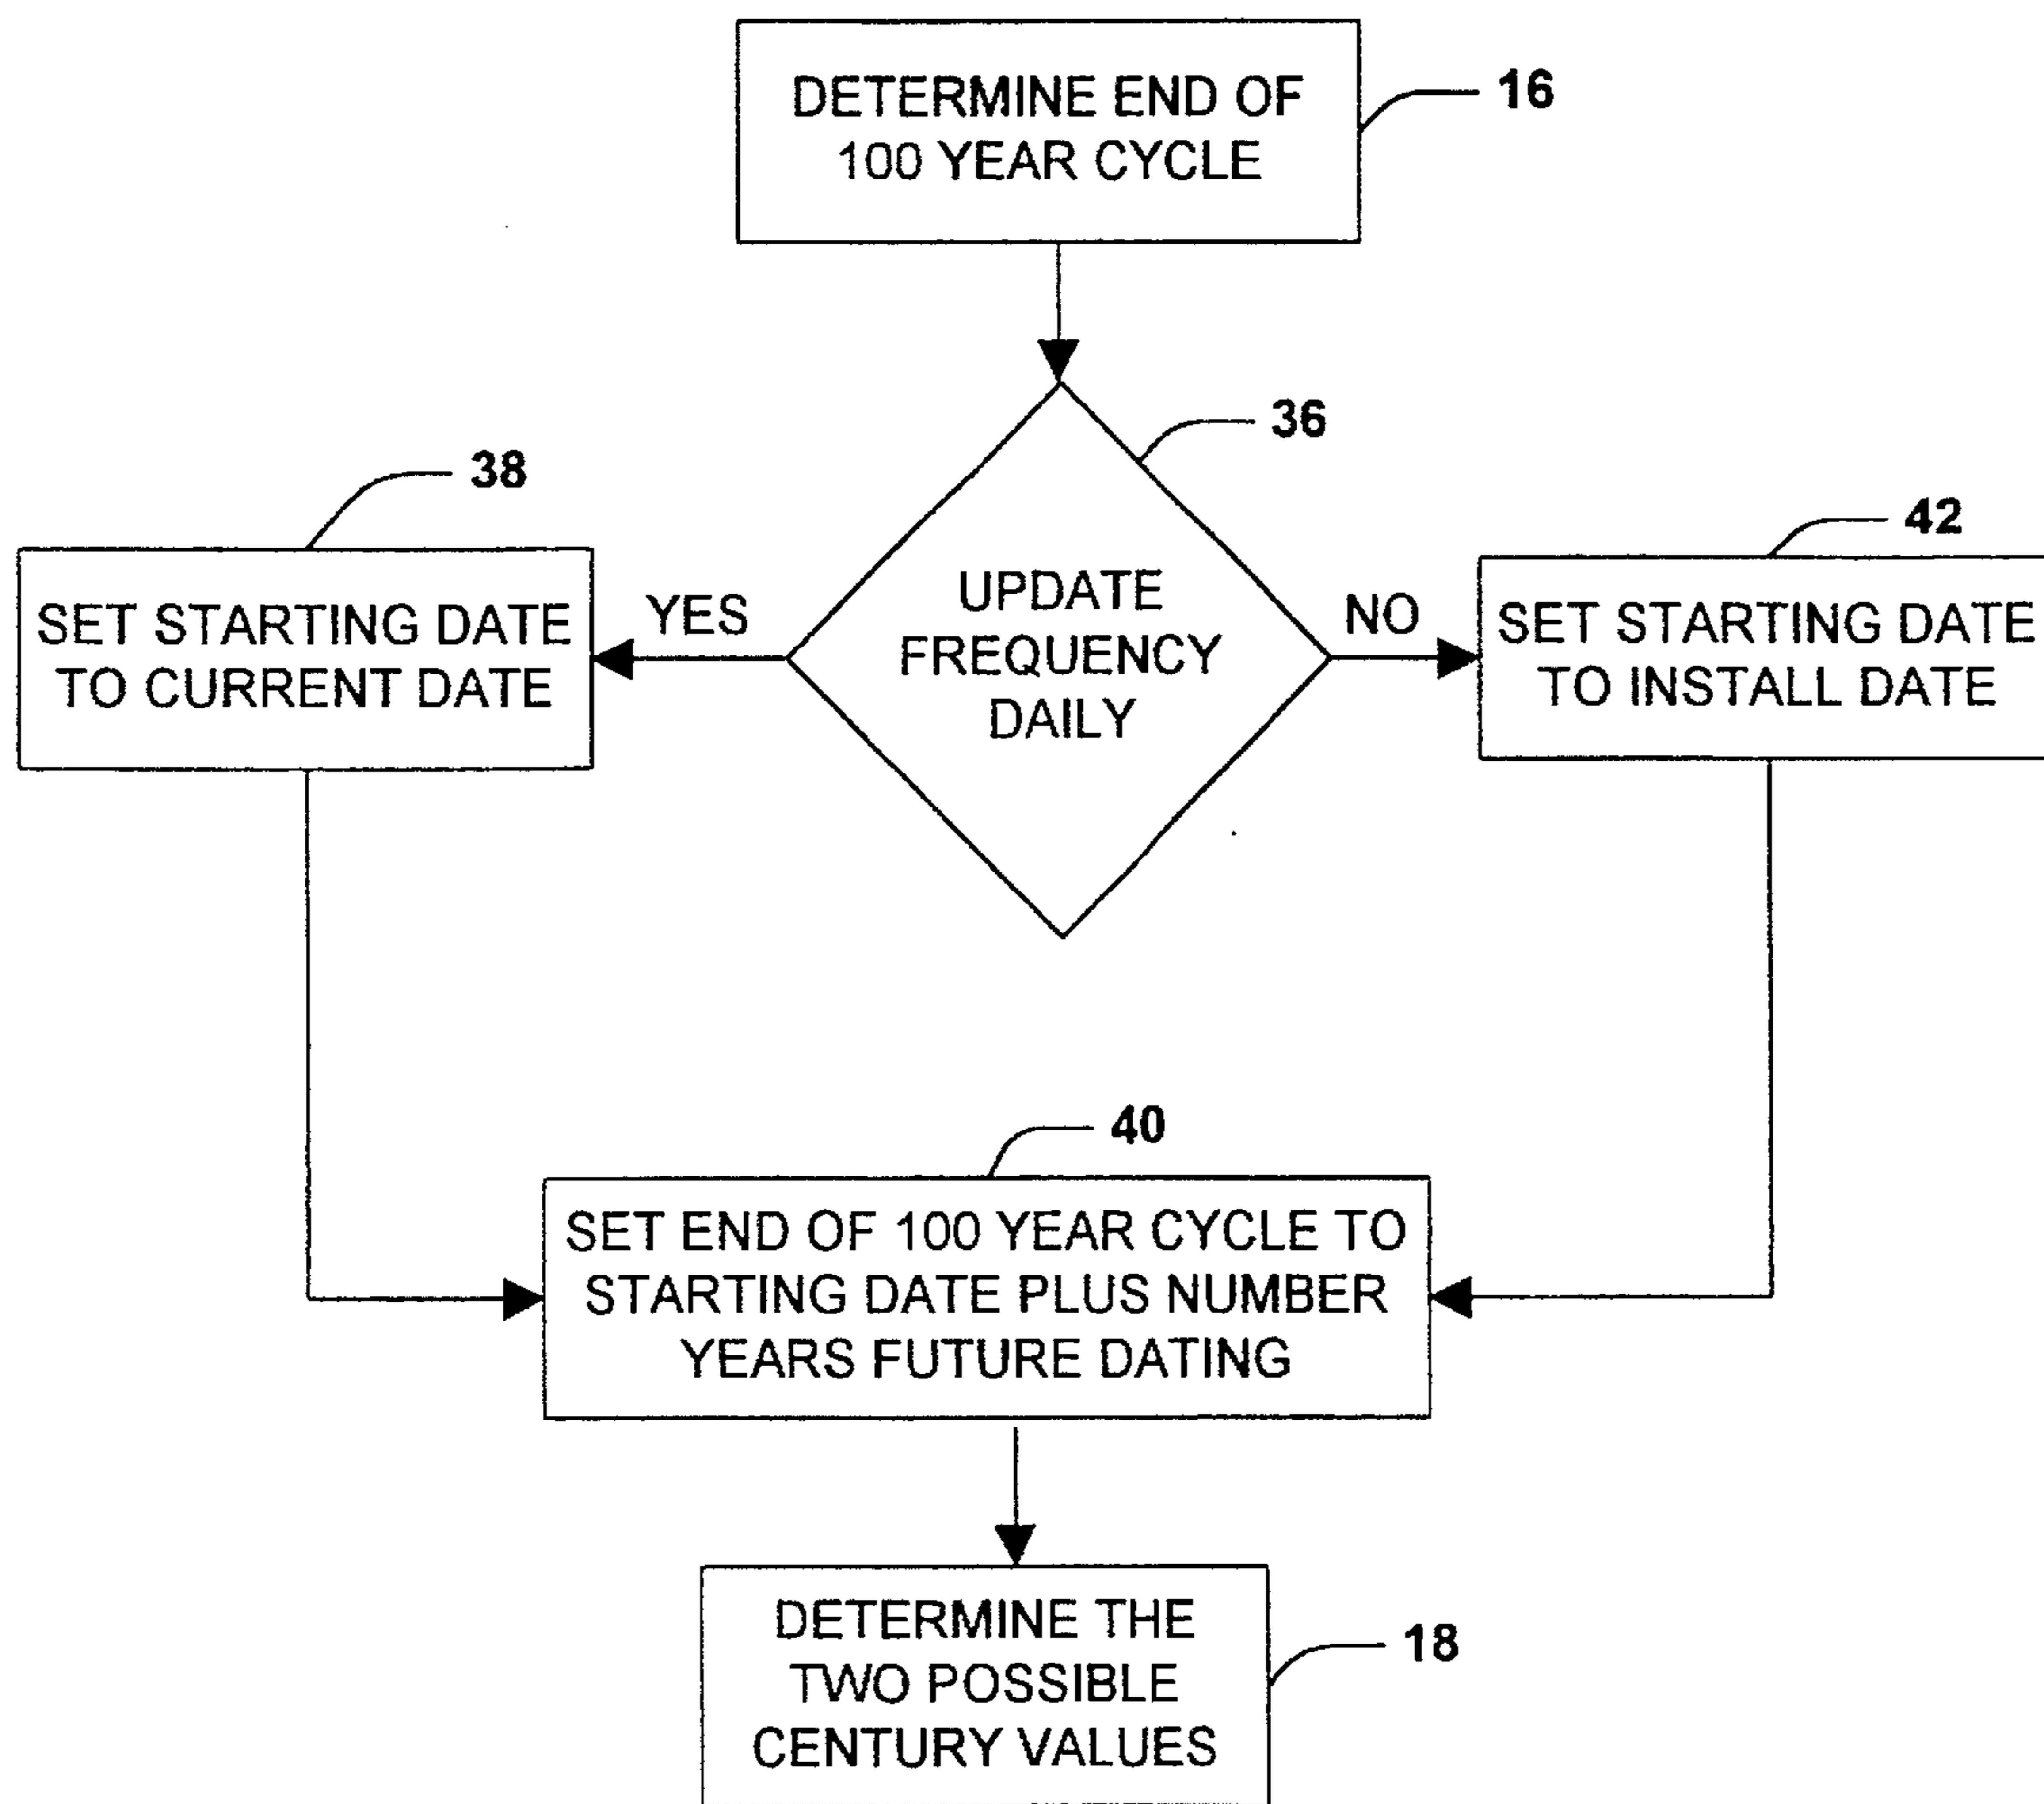 DETERMINE END OF
100 YEAR CYCLE
16
36
38
42
UPDATE
FREQUENCY
DAILY
YES
NO
SET STARTING DATE
TO CURRENT DATE
SET STARTING DATE
TO INSTALL DATE
40
SET END OF 100 YEAR CYCLE TO
STARTING DATE PLUS NUMBER
YEARS FUTURE DATING
DETERMINE THE
TWO POSSIBLE
CENTURY VALUES
18